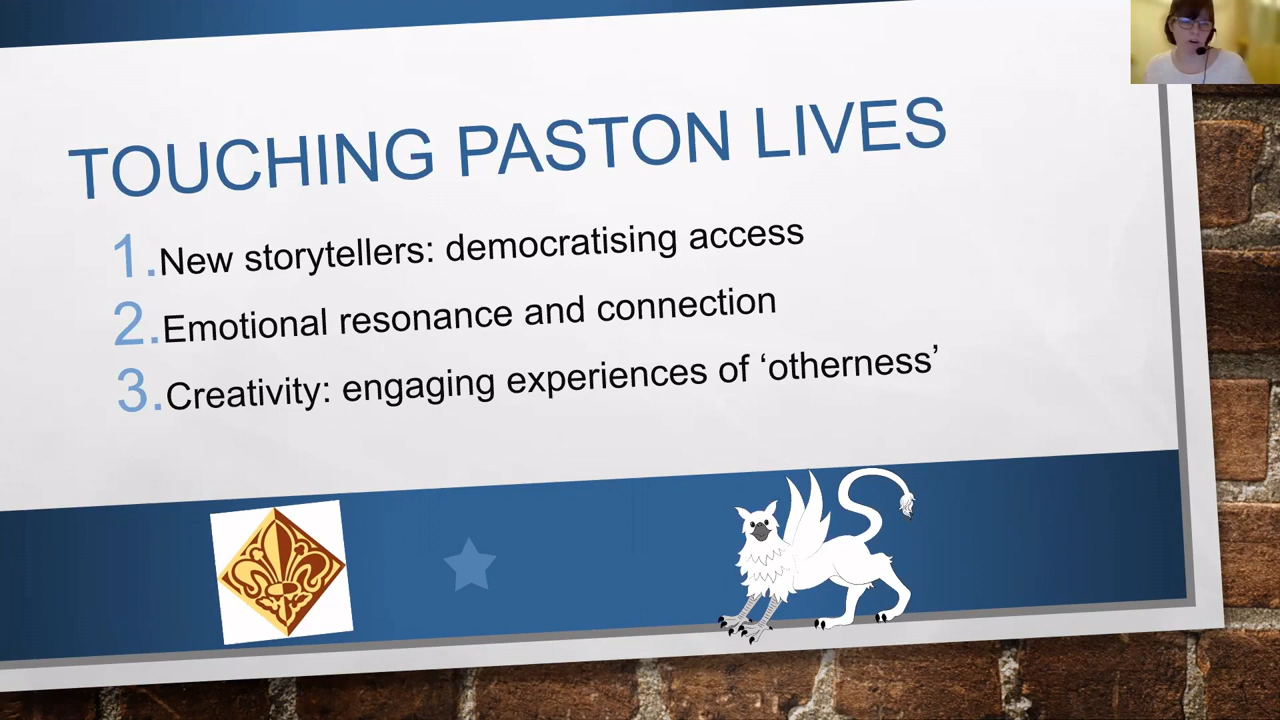 TOUCHING PASTON LIVES
1. New storytellers: democratising access
2. Emotional resonance and connection
3. Creativity: engaging experiences of ‘otherness’